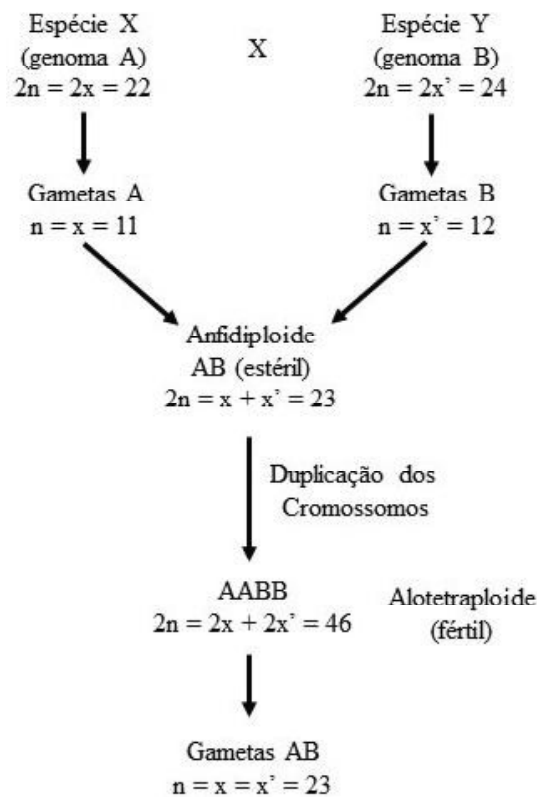 Espécie X
(genoma A)
2n = 2x = 22
X
Espécie Y
(genoma B)
2n = 2x’ = 24
Gametas A
n = x = 11
Gametas B
n = x’ = 12
Anfidiploide
AB (estéril)
2n = x + x’ = 23
Duplicação dos
Cromossomos
AABB
2n = 2x + 2x’ = 46
Alotetraploide
(fértil)
Gametas AB
n = x = x’ = 23